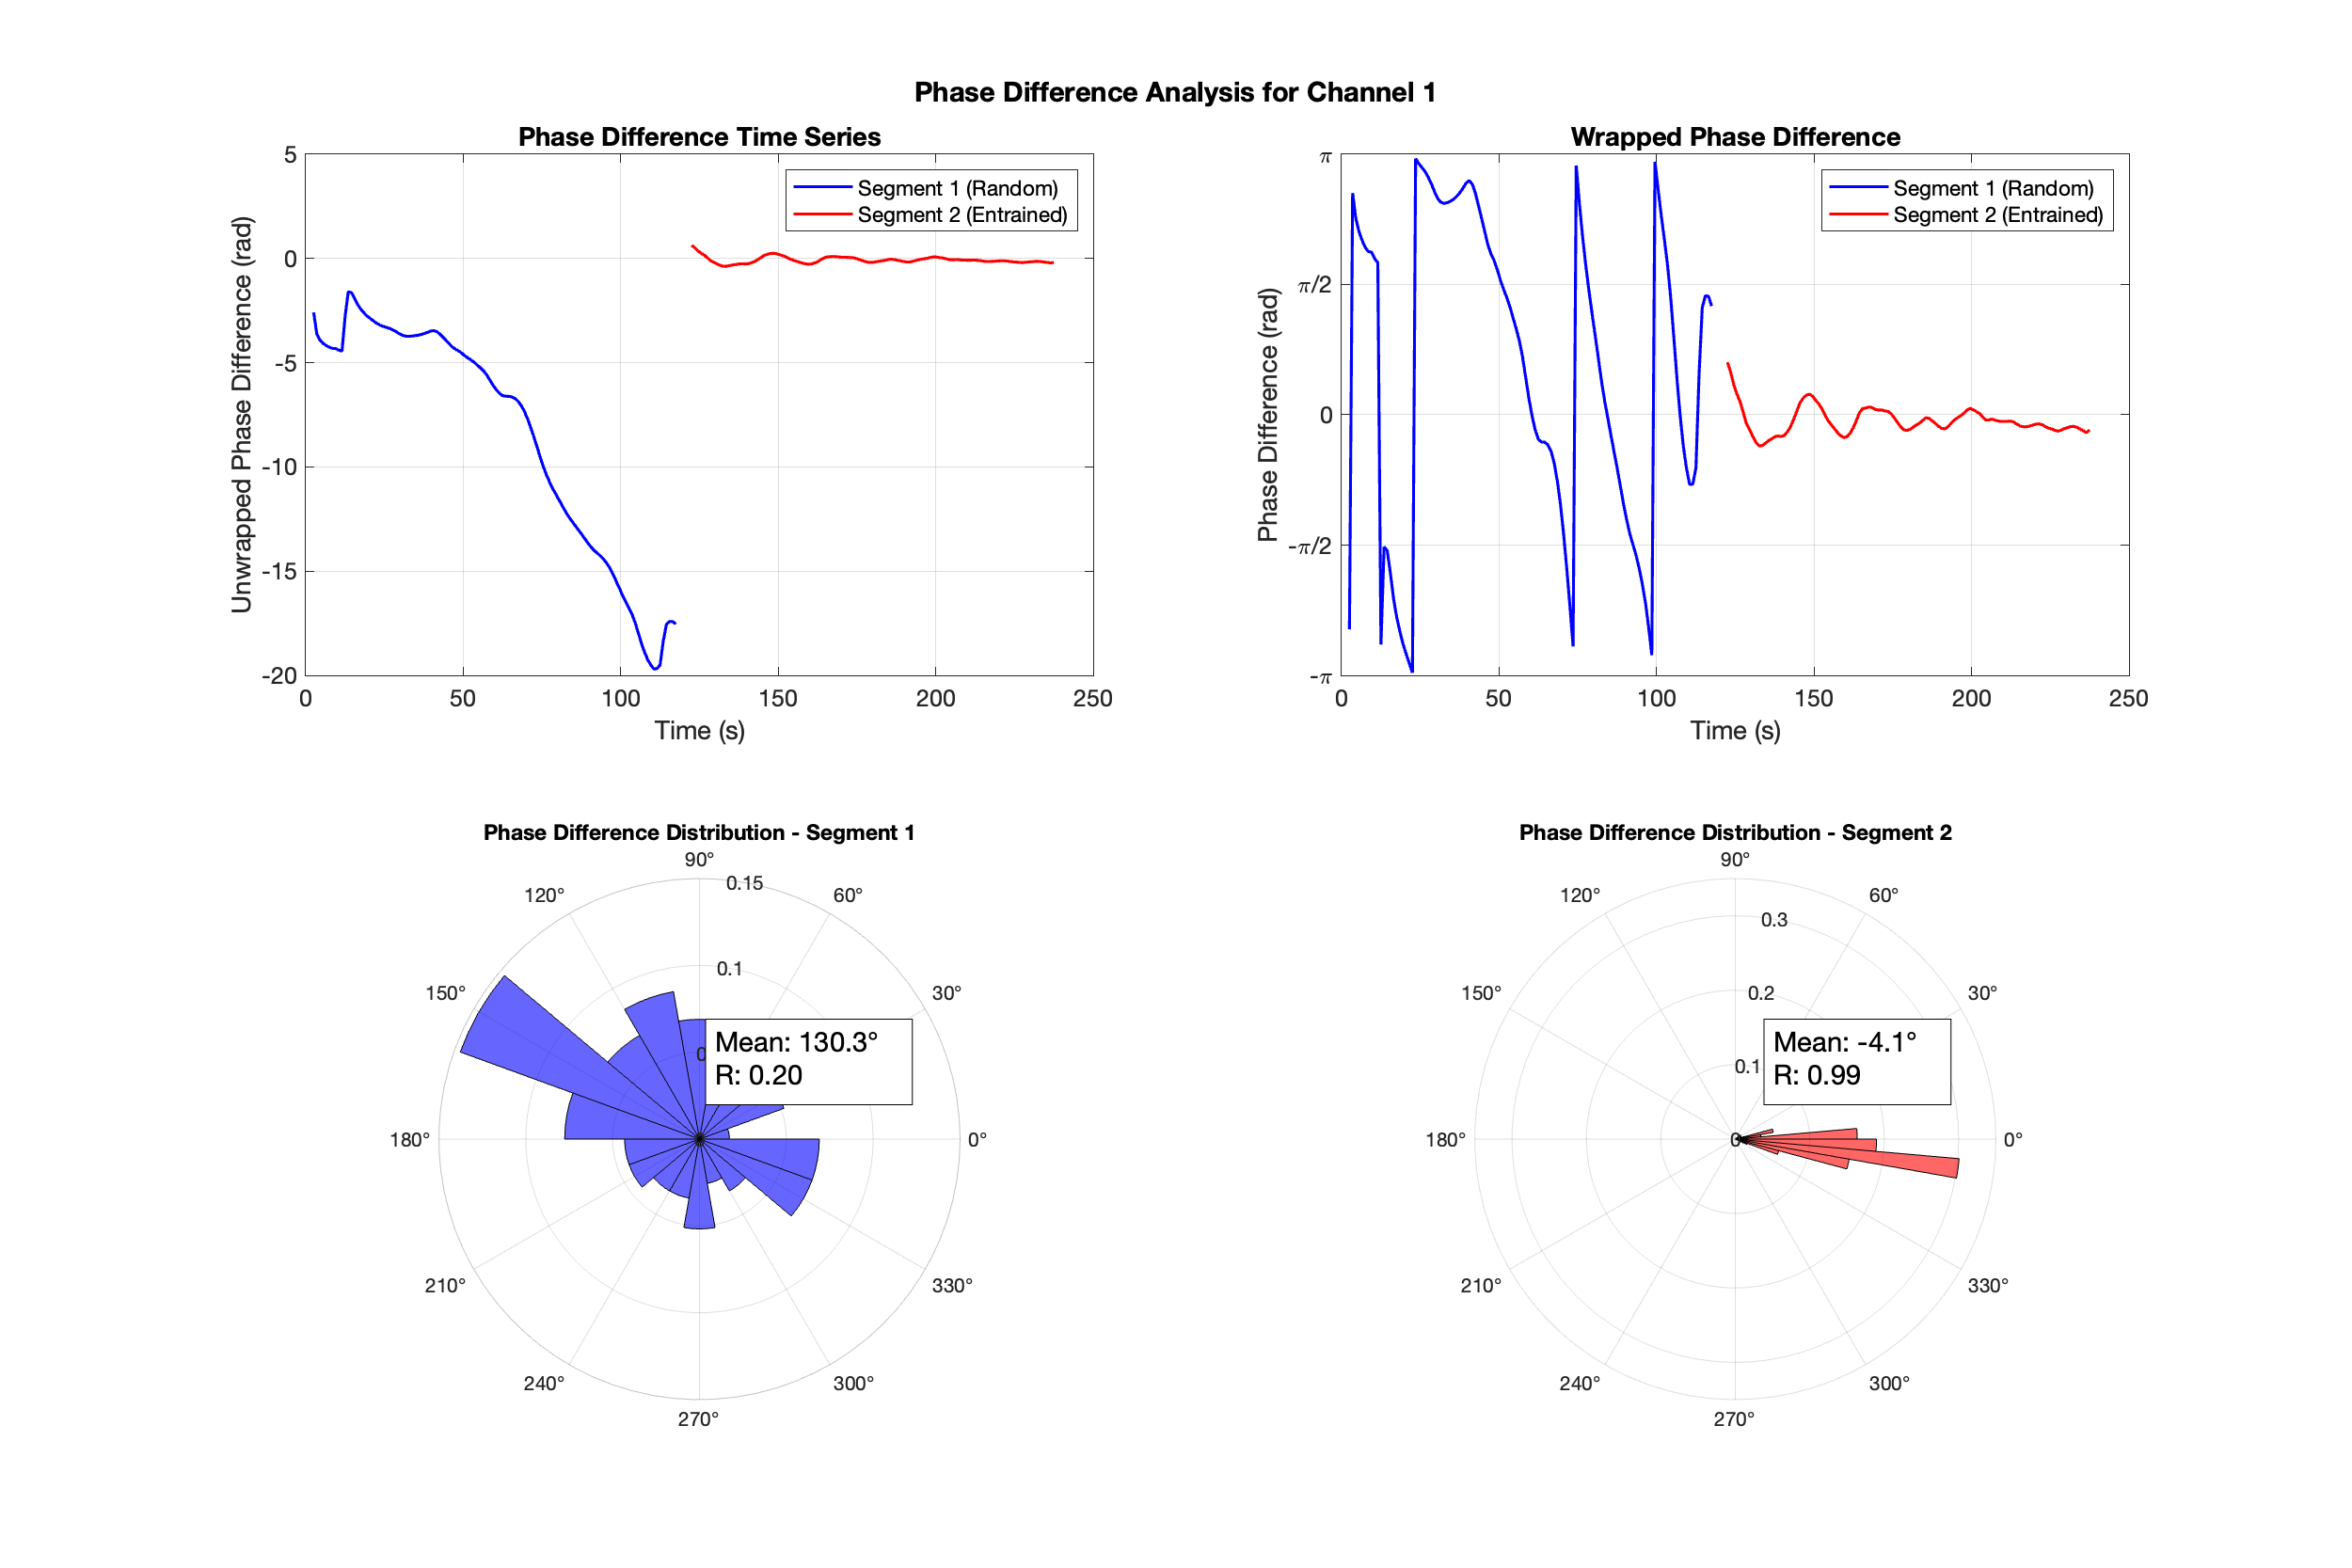 Phase Difference Analysis for Channel 1
Phase Difference Time Series
5
0
-5
-10
-15
-20
0 50 100 150 200 250
Unwrapped Phase Difference (rad)
Time (s)
Segment 1 (Random)
Segment 2 (Entrained)
Wrapped Phase Difference
π
π/2
0
-π/2
-π
0 50 100 150 200 250
Phase Difference (rad)
Time (s)
Segment 1 (Random)
Segment 2 (Entrained)
Phase Difference Distribution - Segment 1
90°
120° 60°
150° 30°
180° 0°
210° 330°
240° 300°
270°
0.15
0.1
Mean: 130.3°
R: 0.20
Phase Difference Distribution - Segment 2
90°
120° 60°
150° 30°
180° 0°
210° 330°
240° 300°
270°
0.3
0.2
0.1
0
Mean: -4.1°
R: 0.99